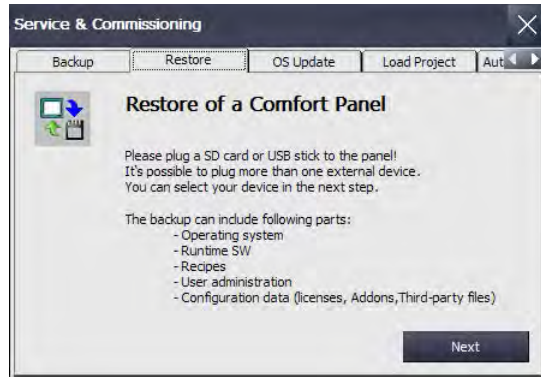 Service & Commissioning
Backup
Restore
OS Update
Load Project
Aut
Restore of a Comfort Panel
Please plug a SD card or USB stick to the panel!
It's possible to plug more than one external device.
You can select your device in the next step.
The backup can include following parts:
- Operating system
- Runtime SW
- Recipes
- User administration
- Configuration data (licenses, Addons,Third-party files)
Next